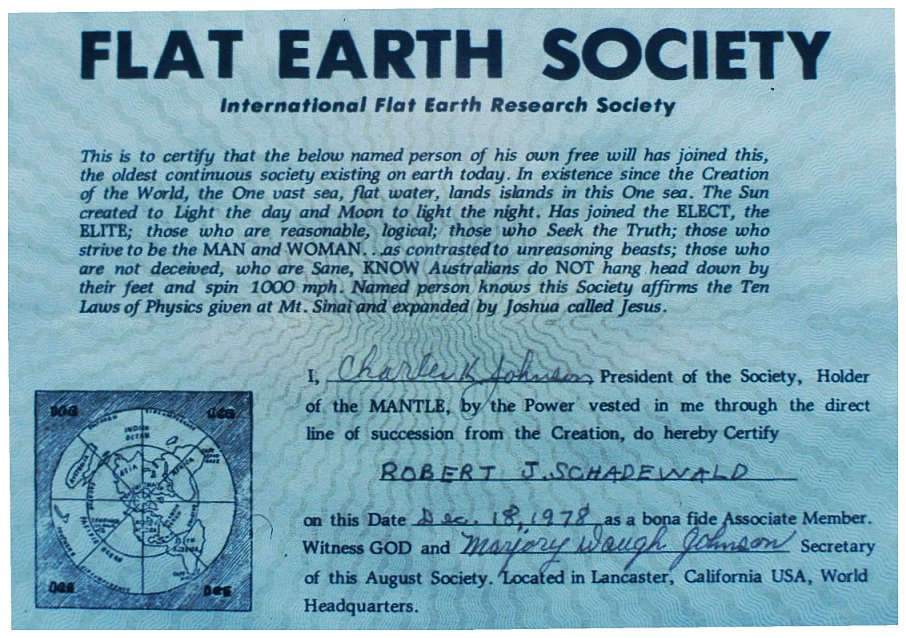 FLAT EARTH SOCIETY
International Flat Earth Research Society
This is to certify that the below named person of his own free will has joined this,
the oldest continuous society existing on earth today. In existence since the Creation
of the World, the One vast sea, flat water, lands islands in this One sea. The Sun
created to Light the day and Moon to light the night. Has joined the ELECT, the
ELITE; those who are reasonable, logical; those who Seek the Truth; those who
strive to be the MAN and WOMAN...as contrasted to unreasoning beasts; those who
are not deceived, who are Sane, KNOW Australians do NOT hang head down by
their feet and spin 1000 mph. Named person knows this Society affirms the Ten
Laws of Physics given at Mt. Sinai and expanded by Joshua called Jesus.
I, Charles K Johnson, President of the Society, Holder
of the MANTLE, by the Power vested in me through the direct
line of succession from the Creation, do hereby Certify
ROBERT J. SCHADEWALD
on this Date Dec. 18, 1978 as a bona fide Associate Member.
Witness GOD and Marjory Waugh Johnson Secretary
of this August Society. Located in Lancaster, California USA, World
Headquarters.
INDIAN
OCEAN
ASIA
AFRICA